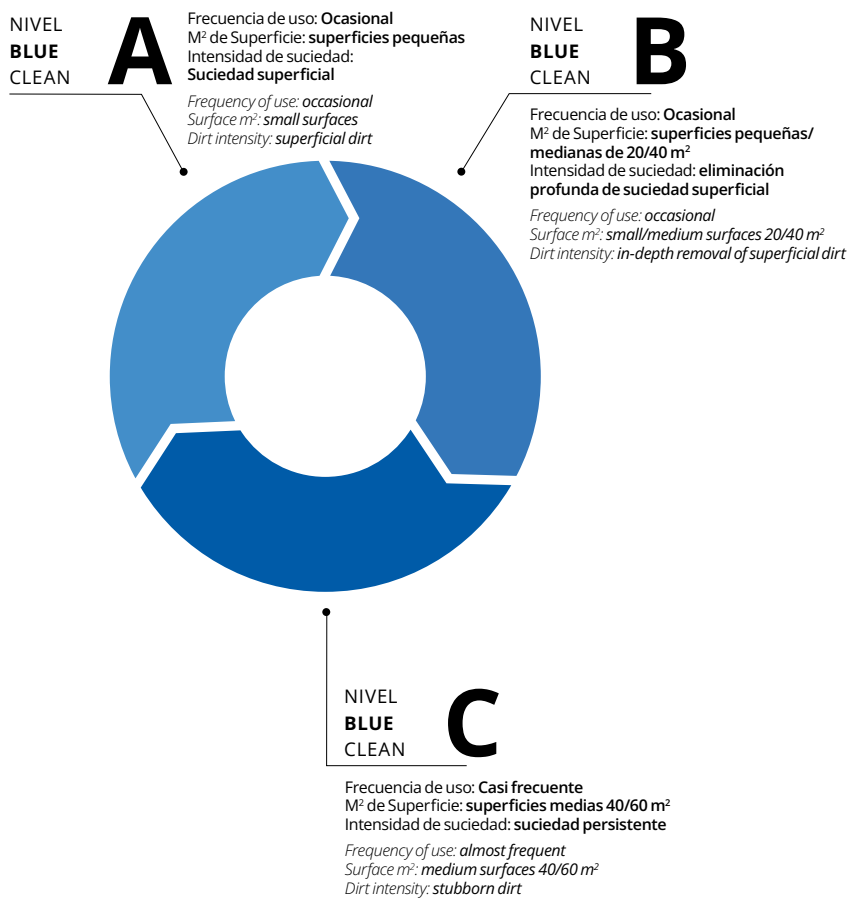 NIVEL
BLUE
CLEAN
A
Frecuencia de uso: Ocasional
M² de Superficie: superficies pequeñas
Intensidad de suciedad:
Suciedad superficial
Frequency of use: occasional
Surface m²: small surfaces
Dirt intensity: superficial dirt
NIVEL
BLUE
CLEAN
B
Frecuencia de uso: Ocasional
M² de Superficie: superficies pequeñas/
medianas de 20/40 m²
Intensidad de suciedad: eliminación
profunda de suciedad superficial
Frequency of use: occasional
Surface m²: small/medium surfaces 20/40 m²
Dirt intensity: in-depth removal of superficial dirt
NIVEL
BLUE
CLEAN
C
Frecuencia de uso: Casi frecuente
M² de Superficie: superficies medias 40/60 m²
Intensidad de suciedad: suciedad persistente
Frequency of use: almost frequent
Surface m²: medium surfaces 40/60 m²
Dirt intensity: stubborn dirt